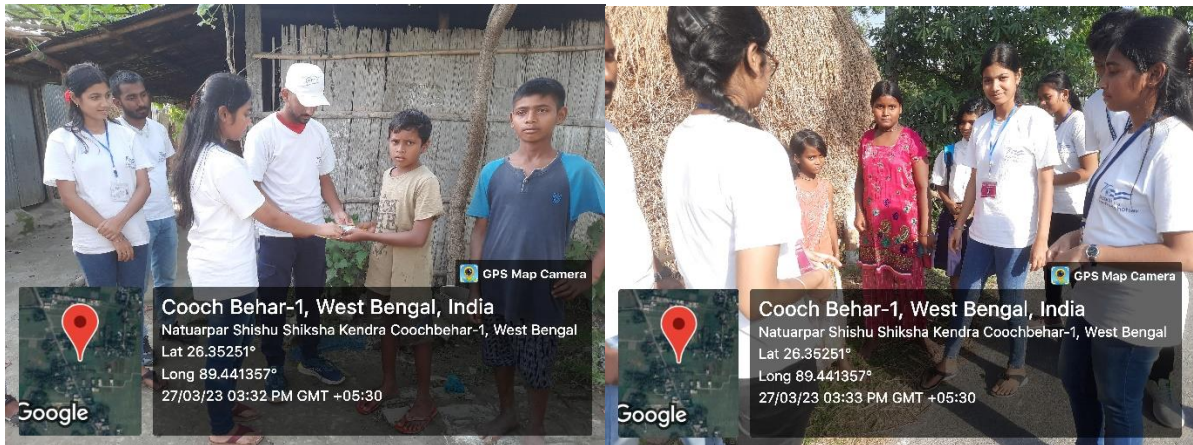 GPS Map Camera
Cooch Behar-1, West Bengal, India
Natuarpar Shishu Shiksha Kendra Coochbehar-1, West Bengal
Lat 26.35251°
Long 89.441357°
27/03/23 03:32 PM GMT +05:30
Google
GPS Map Camera
Cooch Behar-1, West Bengal, India
Natuarpar Shishu Shiksha Kendra Coochbehar-1, West Bengal
Lat 26.35251°
Long 89.441357°
27/03/23 03:33 PM GMT +05:30
Google